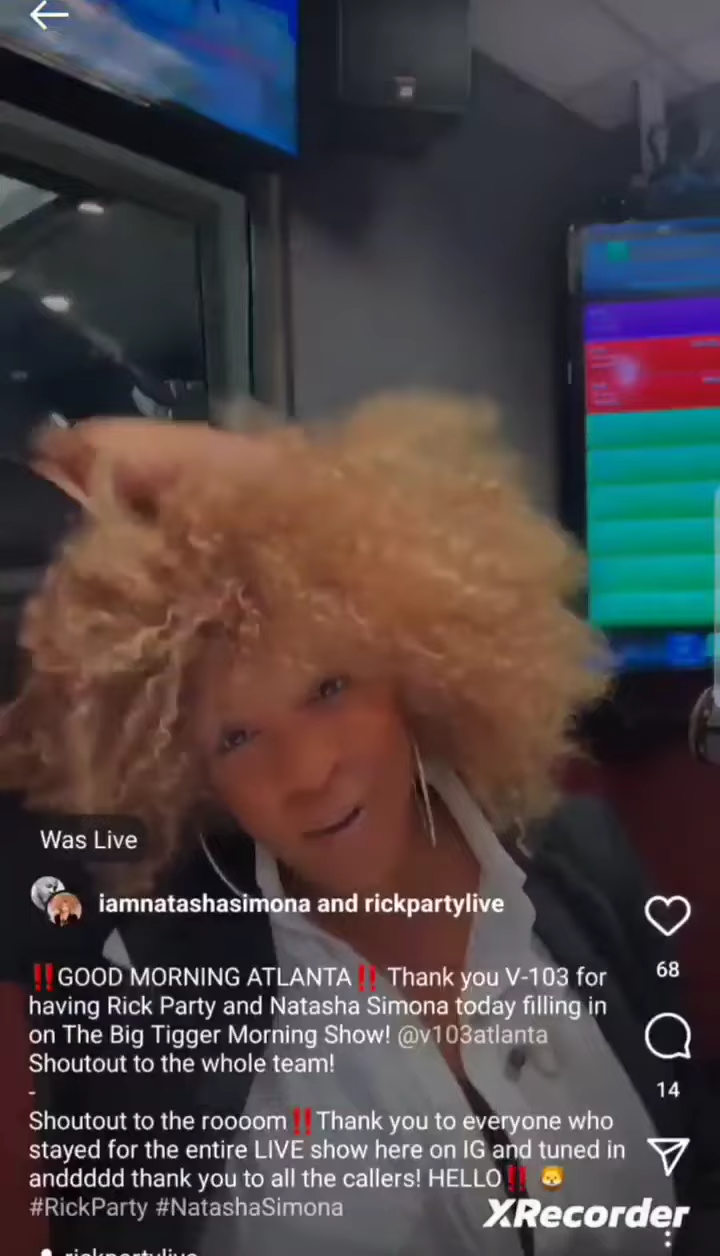 Was Live
iamnatashasimona and rickpartylive
‼️GOOD MORNING ATLANTA‼️ Thank you V-103 for
having Rick Party and Natasha Simona today filling in
on The Big Tigger Morning Show! @v103atlanta
Shoutout to the whole team!
-
Shoutout to the roooom‼️Thank you to everyone who
stayed for the entire LIVE show here on IG and tuned in
anddddd thank you to all the callers! HELLO‼️ 🦁
#RickParty #NatashaSimona
68
14
XRecorder
rickpartylive